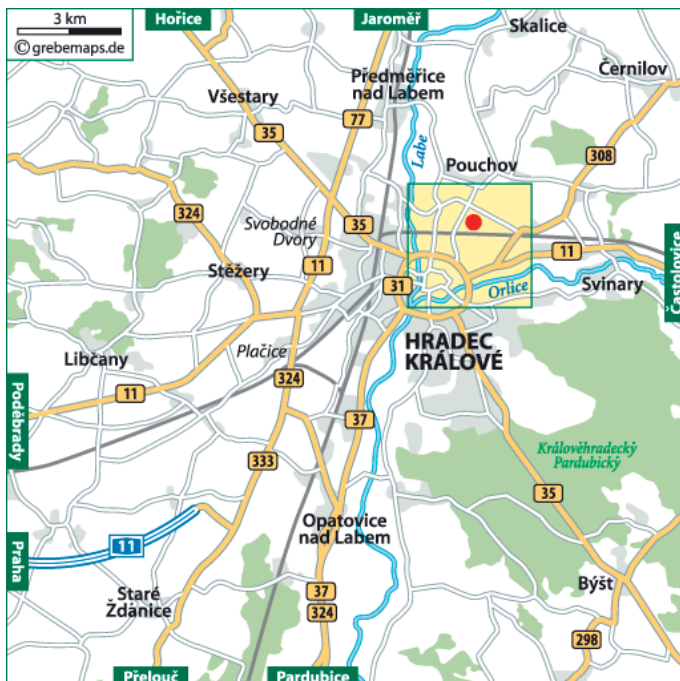 3 km
© grebemaps.de
Hořice
Jaroměř
Skalice
Předměřice
nad Labem
Černilov
Všestary
77
35
Labe
308
Pouchov
324
Svobodné
Dvory
35
11
11
Částolovice
Stěžery
31
Orlice
Svinary
HRADEC
KRÁLOVÉ
Plačice
Libčany
324
11
Poděbrady
37
Královéhradecký
Pardubický
333
35
Opatovice
nad Labem
11
Praha
Staré
Ždánice
37
324
Býšť
298
Přelouč
Pardubice